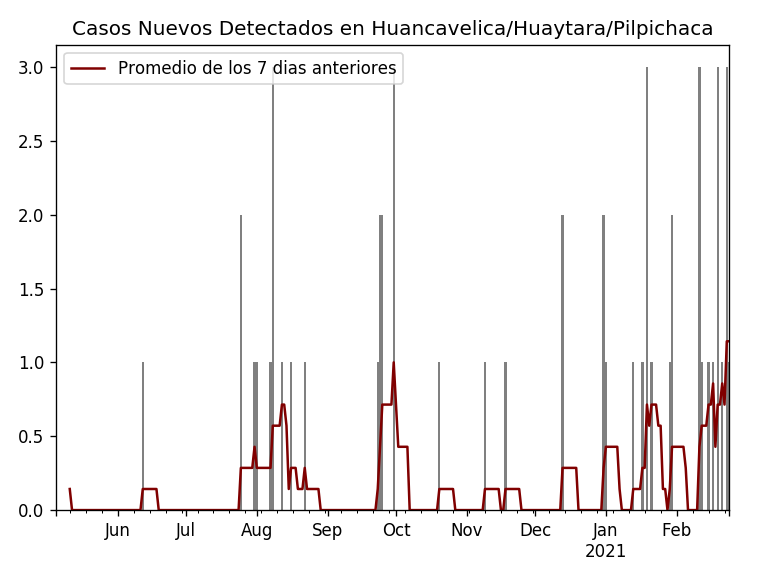 Casos Nuevos Detectados en Huancavelica/Huaytara/Pilpichaca
Promedio de los 7 dias anteriores
3.0
2.5
2.0
1.5
1.0
0.5
0.0
Jun Jul Aug Sep Oct Nov Dec Jan Feb
2021